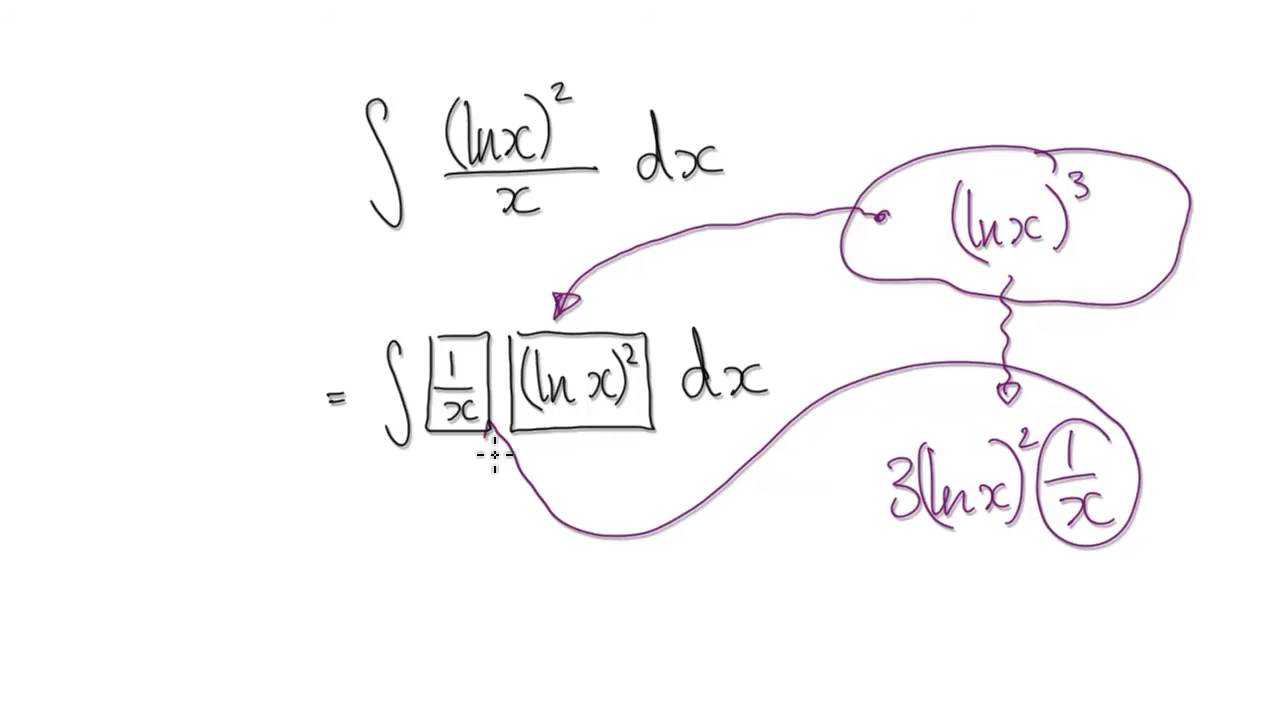 ∫ (ln x)² / x dx
(ln x)³
= ∫ 1/x (ln x)² dx
3(ln x)² 1/x